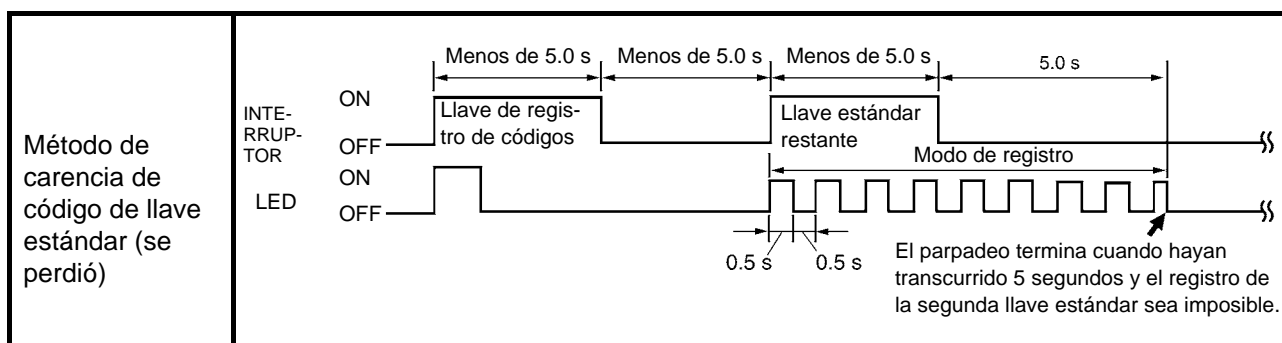 Método de
carencia de
código de llave
estándar (se
perdió)
Menos de 5.0 s
Menos de 5.0 s
Menos de 5.0 s
5.0 s
INTE-
RRUP-
TOR
ON
OFF
Llave de regis-
tro de códigos
Llave estándar
restante
Modo de registro
LED
ON
OFF
0.5 s
0.5 s
El parpadeo termina cuando hayan
transcurrido 5 segundos y el registro de
la segunda llave estándar sea imposible.